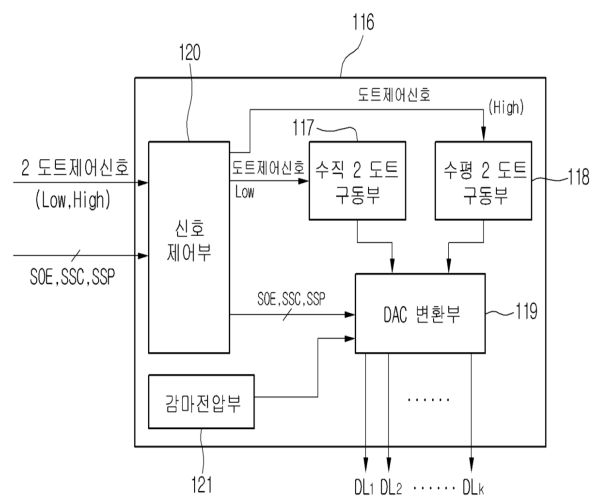 116
120
도트제어신호
(High)
117
2 도트제어신호
(Low,High)
도트제어신호
Low
수직 2 도트
구동부
수평 2 도트
구동부
118
신호
제어부
SOE,SSC,SSP
SOE,SSC,SSP
DAC 변환부
119
감마전압부
······
121
DL1 DL2 ······ DLk